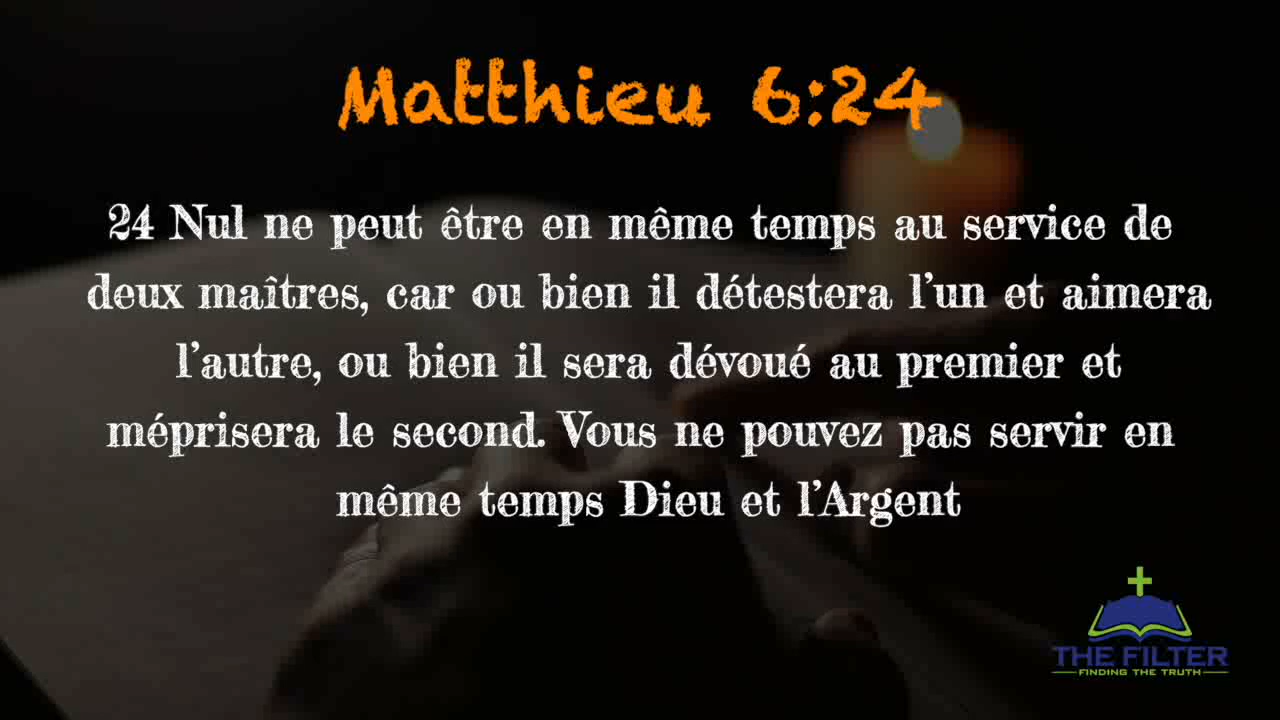 Matthieu 6:24
24 Nul ne peut être en même temps au service de
deux maîtres, car ou bien il détestera l’un et aimera
l’autre, ou bien il sera dévoué au premier et
méprisera le second. Vous ne pouvez pas servir en
même temps Dieu et l’Argent
THE FILTER
FINDING THE TRUTH